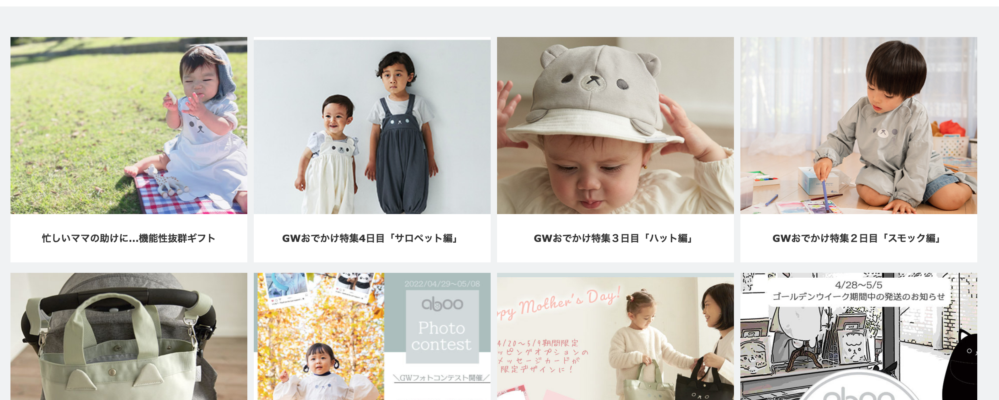 忙しいママの助けに...機能性抜群ギフト
GWおでかけ特集4日目「サロペット編」
GWおでかけ特集３日目「ハット編」
GWおでかけ特集２日目「スモック編」
2022/04/29〜05/08
aboo
Photo
contest
＼GWフォトコンテスト開催／
ppy Mother's Day!
4/20〜5/9期間限定
ッピングオプションの
メッセージカードが
限定デザインに！
4/28〜5/5
ゴールデンウイーク期間中の発送のお知らせ
aboo